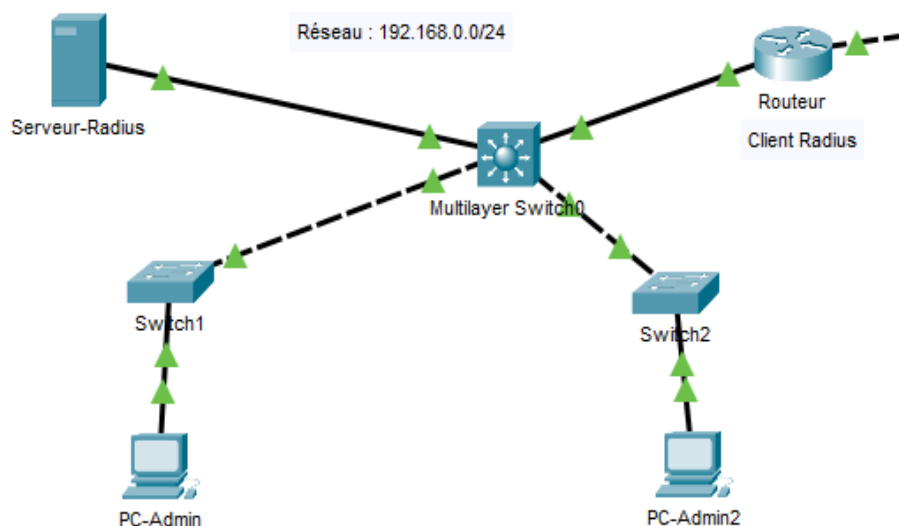 Réseau : 192.168.0.0/24
Serveur-Radius
Routeur
Client Radius
Multilayer Switch0
Switch1
Switch2
PC-Admin
PC-Admin2